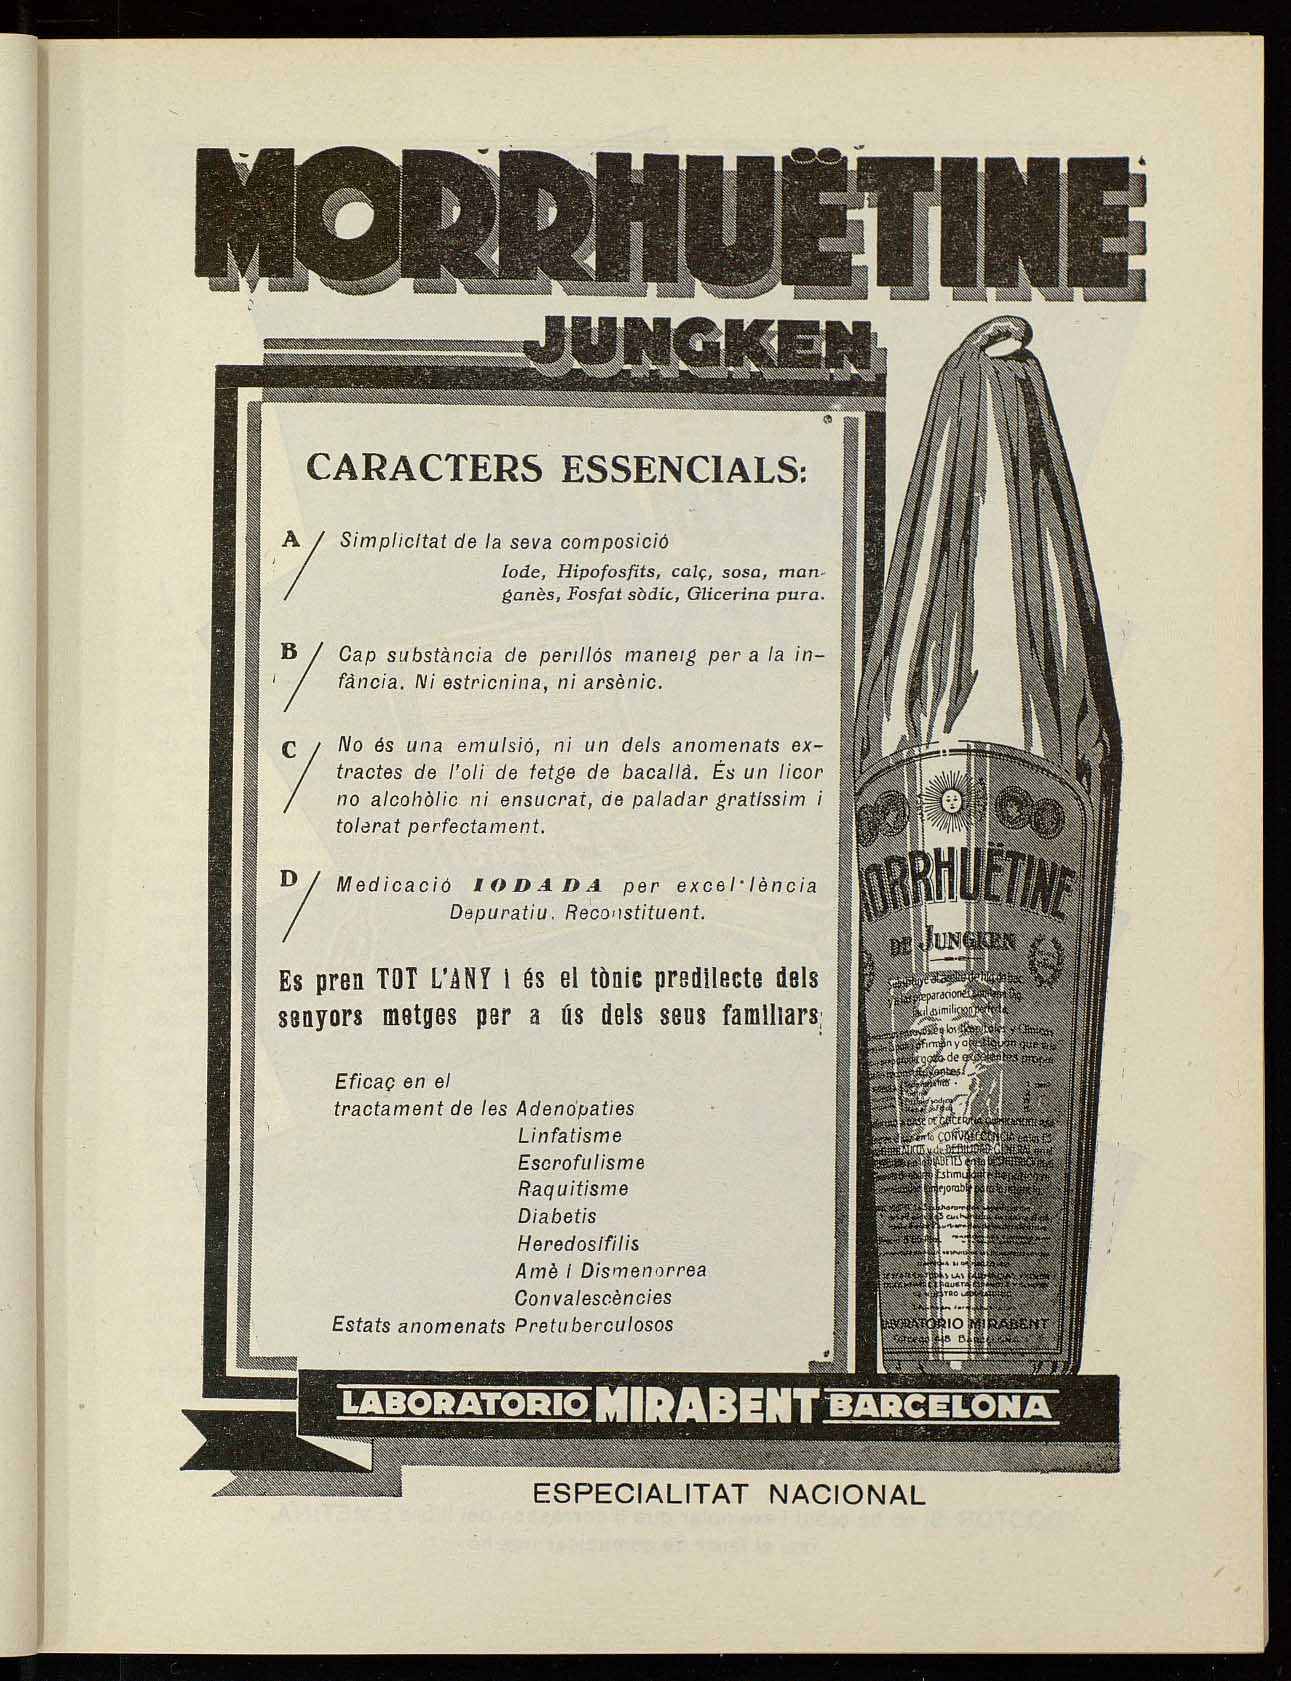 MORRHUËTINE
JUNGKEN
CARACTERS ESSENCIALS:
A / Simplicitat de la seva composició
Iode, Hipofosfits, calç, sosa, man-
ganès, Fosfat sòdic, Glicerina pura.
B / Cap substància de perillós maneig per a la in-
fància. Ni estricnina, ni arsènic.
C / No és una emulsió, ni un dels anomenats ex-
tractes de l'oli de fetge de bacallà. És un licor
no alcohòlic ni ensucrat, de paladar gratíssim i
tolerat perfectament.
D / Medicació IODADA per excel·lència
Depuratiu. Reconstituent.
Es pren TOT L'ANY i és el tònic predilecte dels
senyors metges per a ús dels seus familiars
Eficaç en el
tractament de les Adenópaties
Linfatisme
Escrofulisme
Raquitisme
Diabetis
Heredosífilis
Amè i Dismenorrea
Convalescències
Estats anomenats Pretuberculosos
MORRHUËTINE
DE JUNGKEN
LABORATORIO MIRABENT
LABORATORIO MIRABENT BARCELONA
ESPECIALITAT NACIONAL